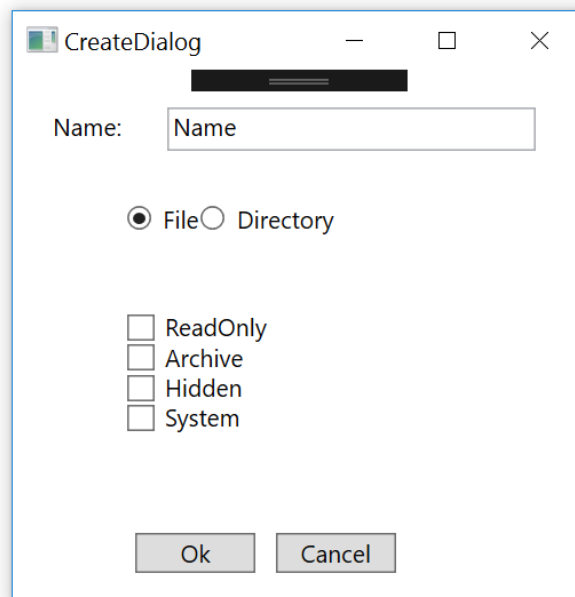 CreateDialog
Name: Name
File Directory
ReadOnly
Archive
Hidden
System
Ok Cancel